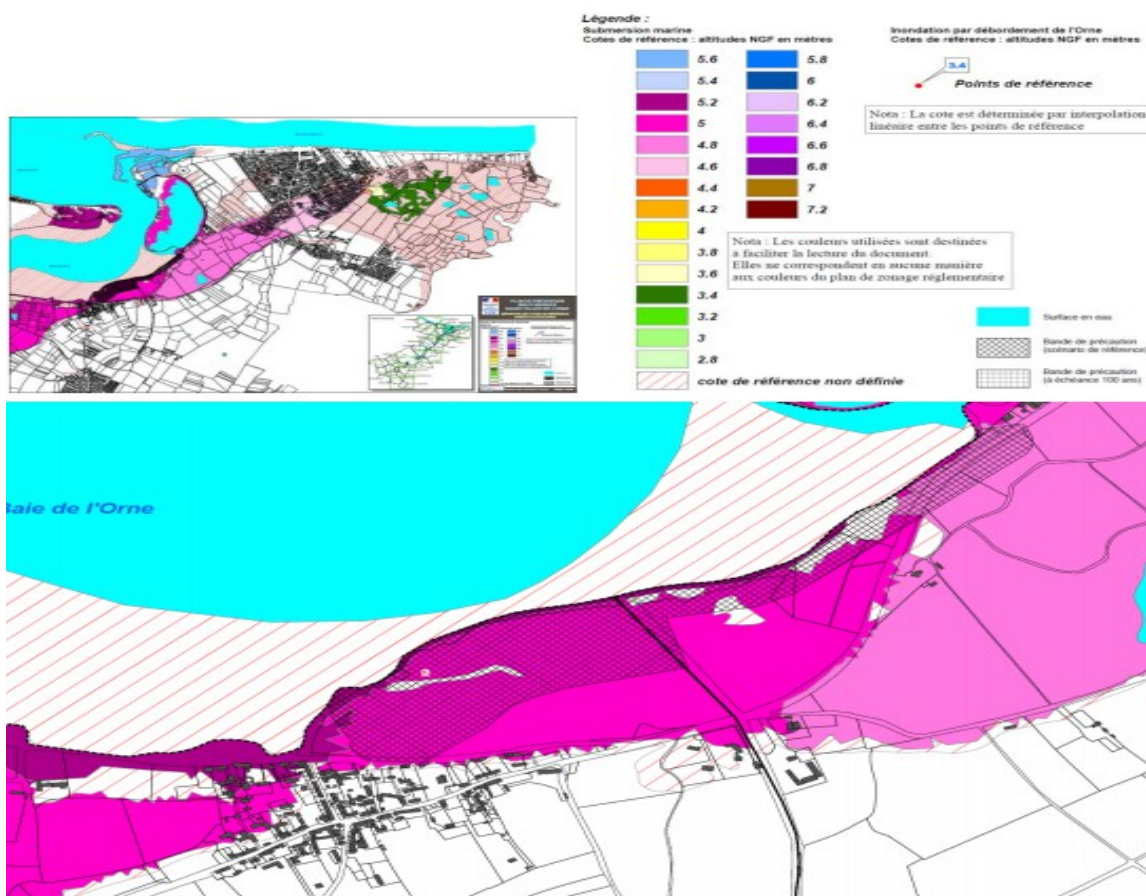 Légende :
Submersion marine
Cotes de référence : altitudes NGF en mètres
5.6
5.4
5.2
5
4.8
4.6
4.4
4.2
4
3.8
3.6
3.4
3.2
3
2.8
cote de référence non définie
5.8
6
6.2
6.4
6.6
6.8
7
7.2
Nota : Les couleurs utilisées sont destinées
à faciliter la lecture du document.
Elles ne correspondent en aucune manière
aux couleurs du plan de zonage réglementaire
Inondation par débordement de l'Orne
Cotes de référence : altitudes NGF en mètres
3.4
Points de référence
Nota : La cote est déterminée par interpolation
linéaire entre les points de référence
Surface en eau
Bande de précaution
(scénario de référence)
Bande de précaution
(à échéance 100 ans)
Baie de l'Orne